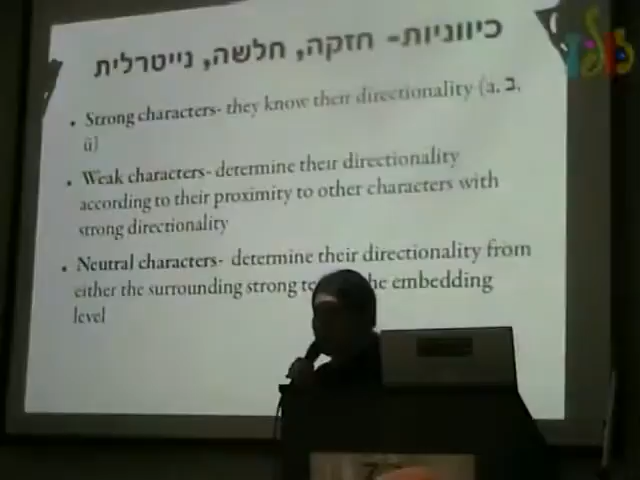 כיווניות- חזקה, חלשה, נייטרלית
• Strong characters- they know their directionality (a, ב,
ü)
• Weak characters- determine their directionality
according to their proximity to other characters with
strong directionality
• Neutral characters- determine their directionality from
either the surrounding strong he embedding
level